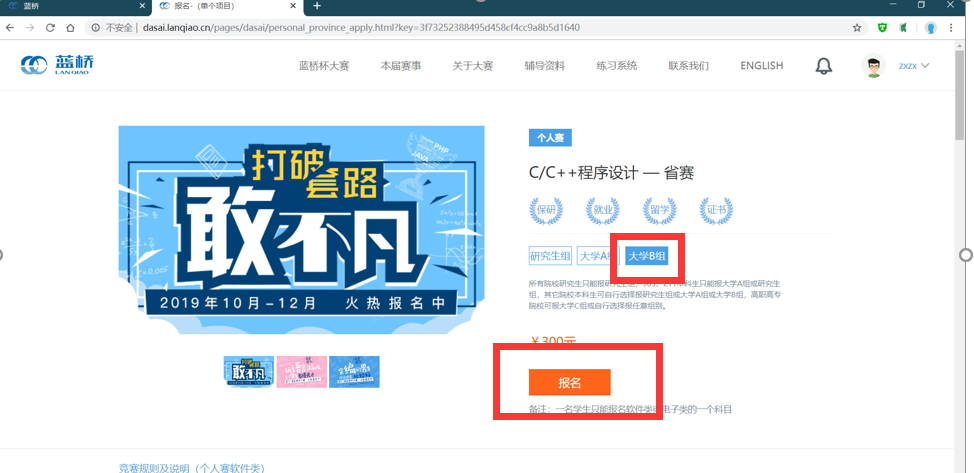 蓝桥
报名-（单个项目）
不安全 | dasai.lanqiao.cn/pages/dasai/personal_province_apply.html?key=3f73252388495d458cf4cc9a8b5d1640
蓝桥
LAN QIAO
蓝桥杯大赛 本届赛事 关于大赛 辅导资料 练习系统 联系我们 ENGLISH zxzx
PHP
JAVA
打破
套路
敢不凡
2019年10月-12月 火热报名中
个人赛
C/C++程序设计 — 省赛
保研 就业 留学 证书
研究生组 大学A组 大学B组
所有院校研究生只能报研究生组，985、211本科生只能报大学A组或研究生
组，其它院校本科生可自行选择报研究生组或大学A组或大学B组，高职高专
院校可报大学C组或自行选择报任意组别。
￥300元
报名
备注：一名学生只能报名软件类或电子类的一个科目
竞赛规则及说明（个人赛软件类）